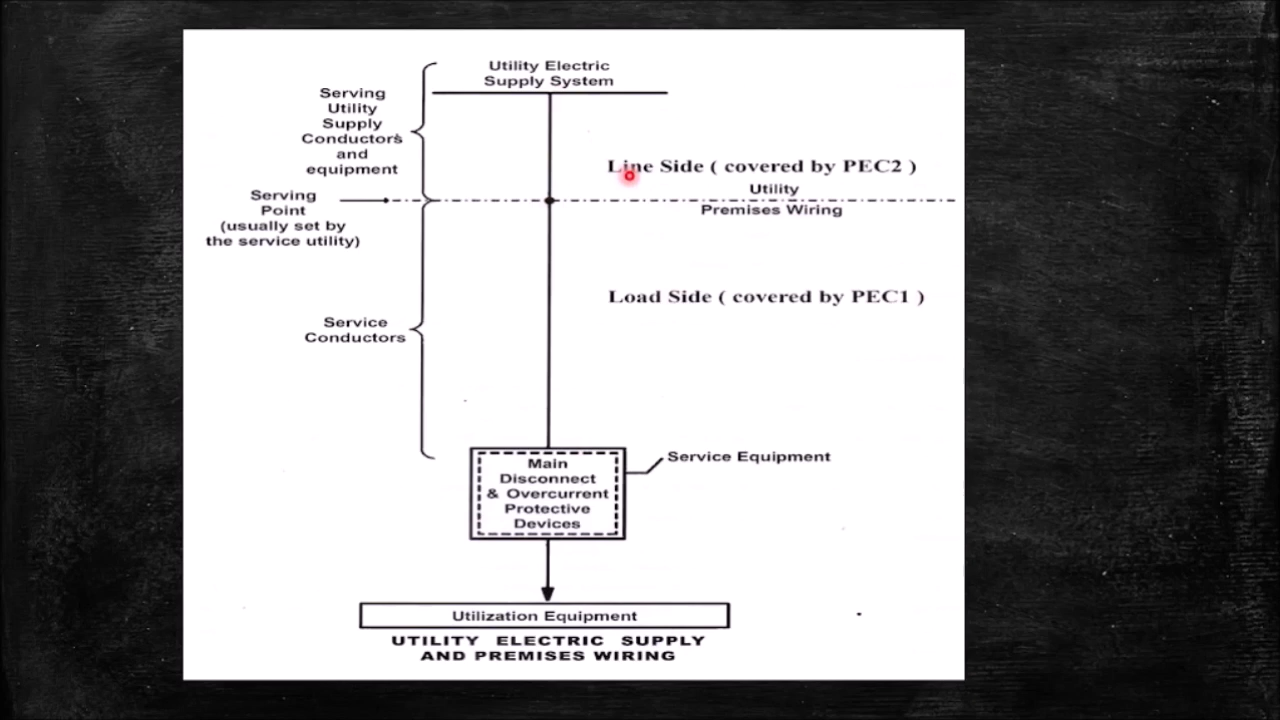 Utility Electric
Supply System
Serving
Utility
Supply
Conductors
and
equipment
Line Side ( covered by PEC2 )
Utility
Serving
Point
(usually set by
the service utility)
Premises Wiring
Load Side ( covered by PEC1 )
Service
Conductors
Main
Disconnect
& Overcurrent
Protective
Devices
Service Equipment
Utilization Equipment
UTILITY ELECTRIC SUPPLY
AND PREMISES WIRING